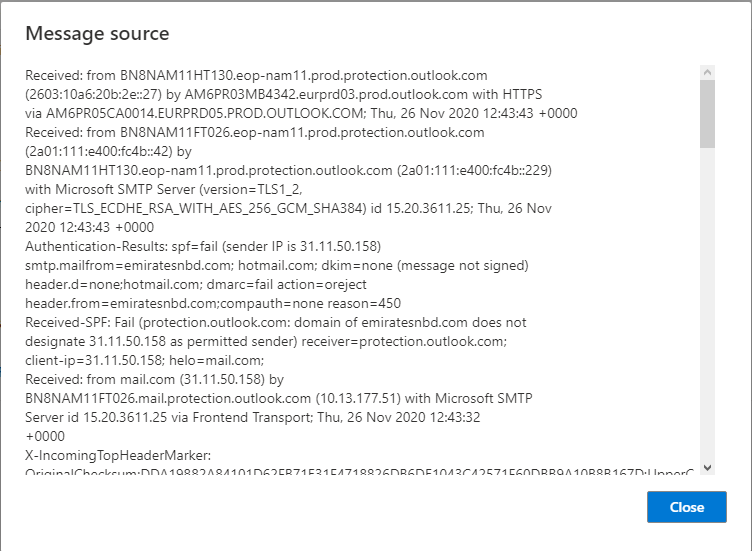 Message source
Received: from BN8NAM11HT130.eop-nam11.prod.protection.outlook.com
(2603:10a6:20b:2e::27) by AM6PR03MB4342.eurprd03.prod.outlook.com with HTTPS
via AM6PR05CA0014.EURPRD05.PROD.OUTLOOK.COM; Thu, 26 Nov 2020 12:43:43 +0000
Received: from BN8NAM11FT026.eop-nam11.prod.protection.outlook.com
(2a01:111:e400:fc4b::42) by
BN8NAM11HT130.eop-nam11.prod.protection.outlook.com (2a01:111:e400:fc4b::229)
with Microsoft SMTP Server (version=TLS1_2,
cipher=TLS_ECDHE_RSA_WITH_AES_256_GCM_SHA384) id 15.20.3611.25; Thu, 26 Nov
2020 12:43:43 +0000
Authentication-Results: spf=fail (sender IP is 31.11.50.158)
smtp.mailfrom=emiratesnbd.com; hotmail.com; dkim=none (message not signed)
header.d=none;hotmail.com; dmarc=fail action=oreject
header.from=emiratesnbd.com;compauth=none reason=450
Received-SPF: Fail (protection.outlook.com: domain of emiratesnbd.com does not
designate 31.11.50.158 as permitted sender) receiver=protection.outlook.com;
client-ip=31.11.50.158; helo=mail.com;
Received: from mail.com (31.11.50.158) by
BN8NAM11FT026.mail.protection.outlook.com (10.13.177.51) with Microsoft SMTP
Server id 15.20.3611.25 via Frontend Transport; Thu, 26 Nov 2020 12:43:32
+0000
X-IncomingTopHeaderMarker:
Close